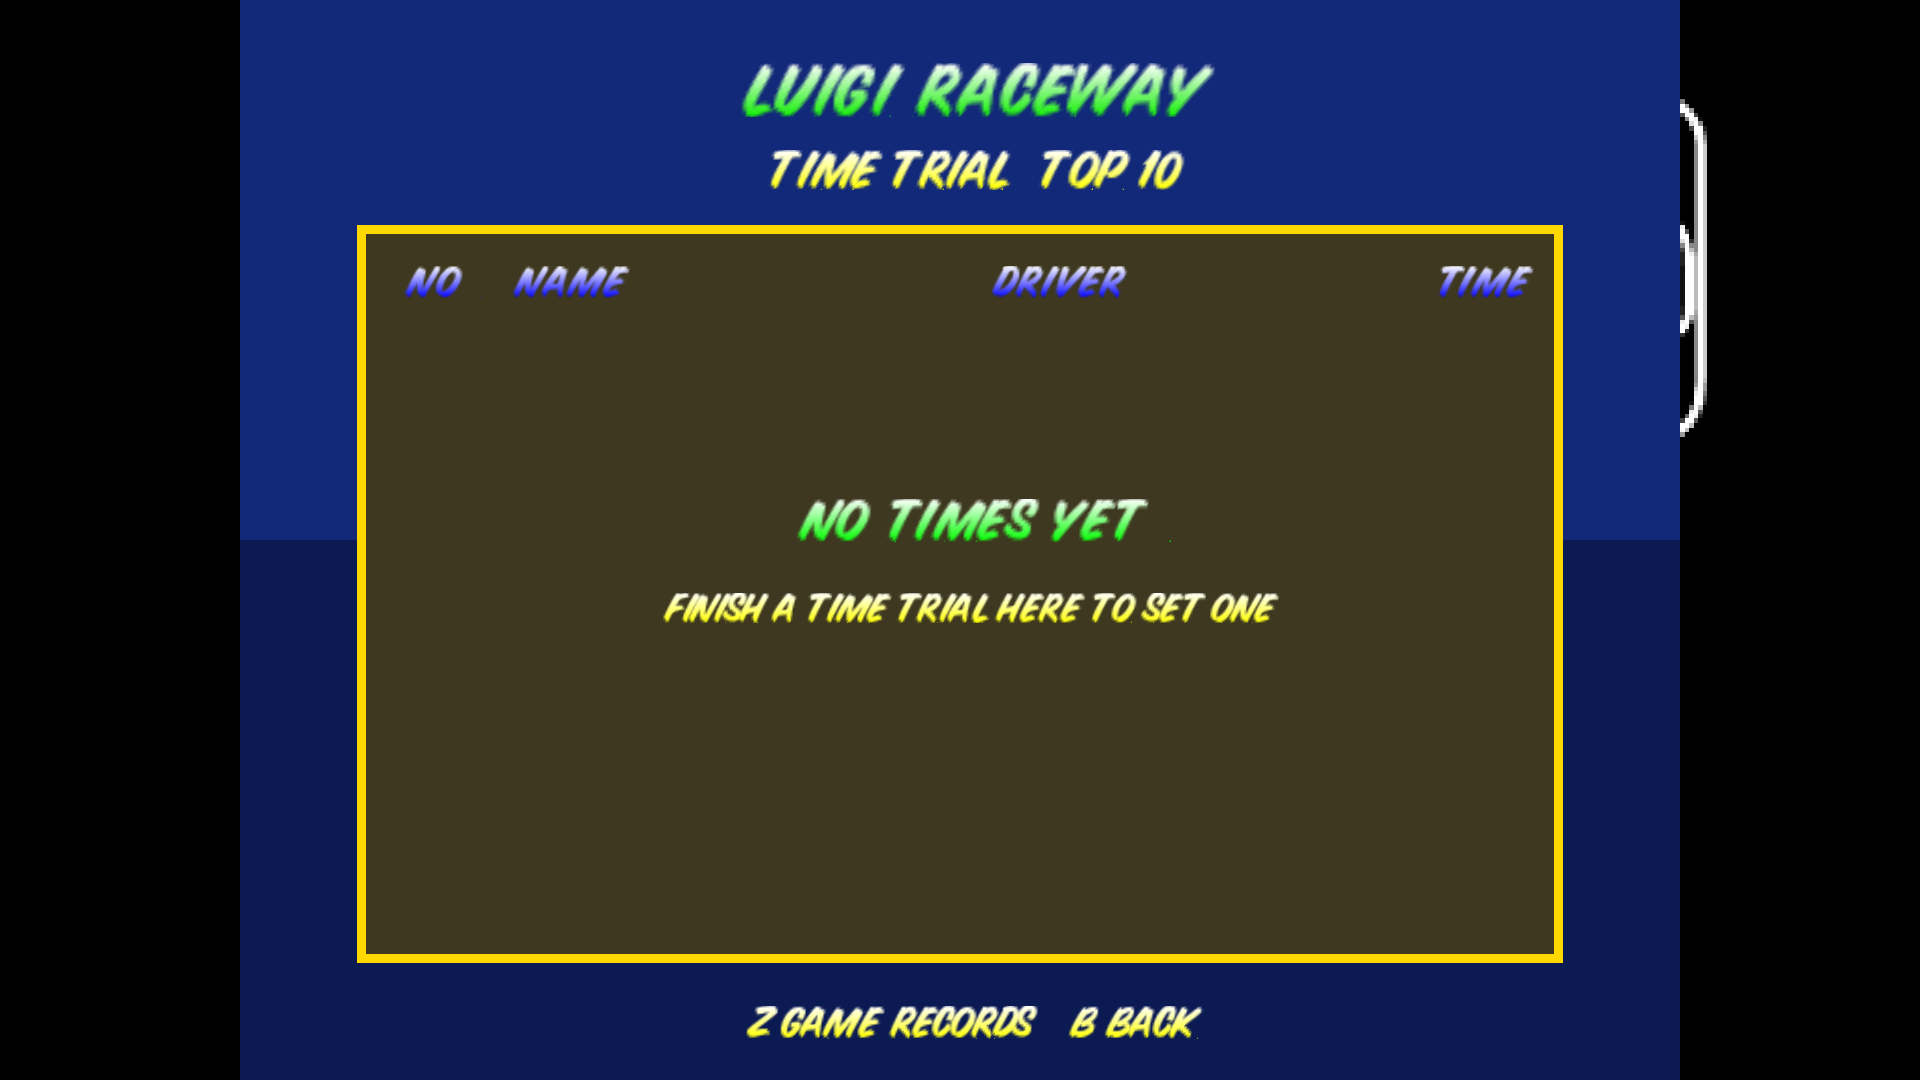 LUIGI RACEWAY
TIME TRIAL TOP 10
NO NAME DRIVER TIME
NO TIMES YET
FINISH A TIME TRIAL HERE TO SET ONE
Z GAME RECORDS B BACK